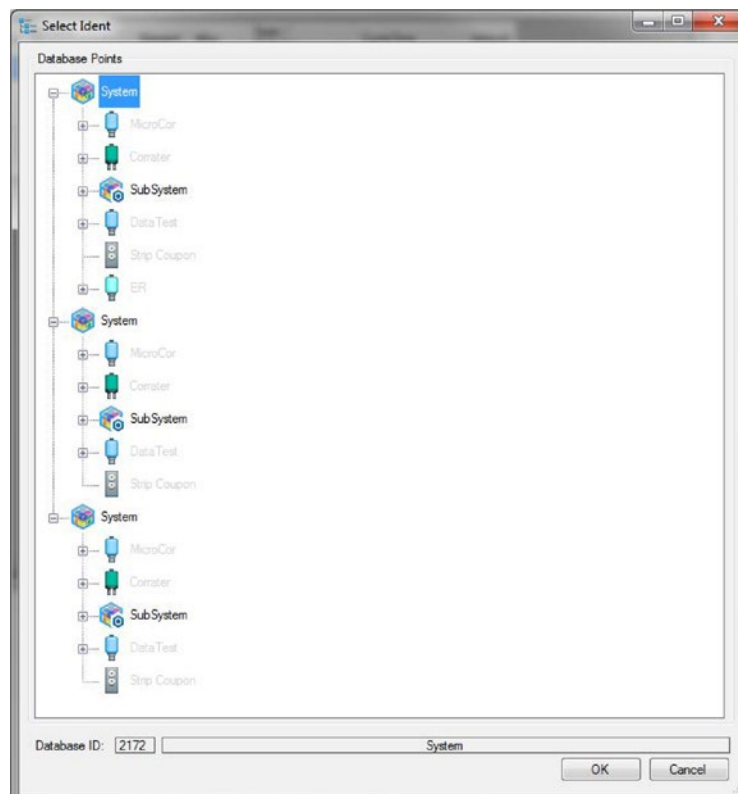 Select Ident
Database Points
System
MicroCor
Corrater
SubSystem
DataTest
Strip Coupon
ER
System
MicroCor
Corrater
SubSystem
DataTest
Strip Coupon
System
MicroCor
Corrater
SubSystem
DataTest
Strip Coupon
Database ID: 2172 System
OK Cancel